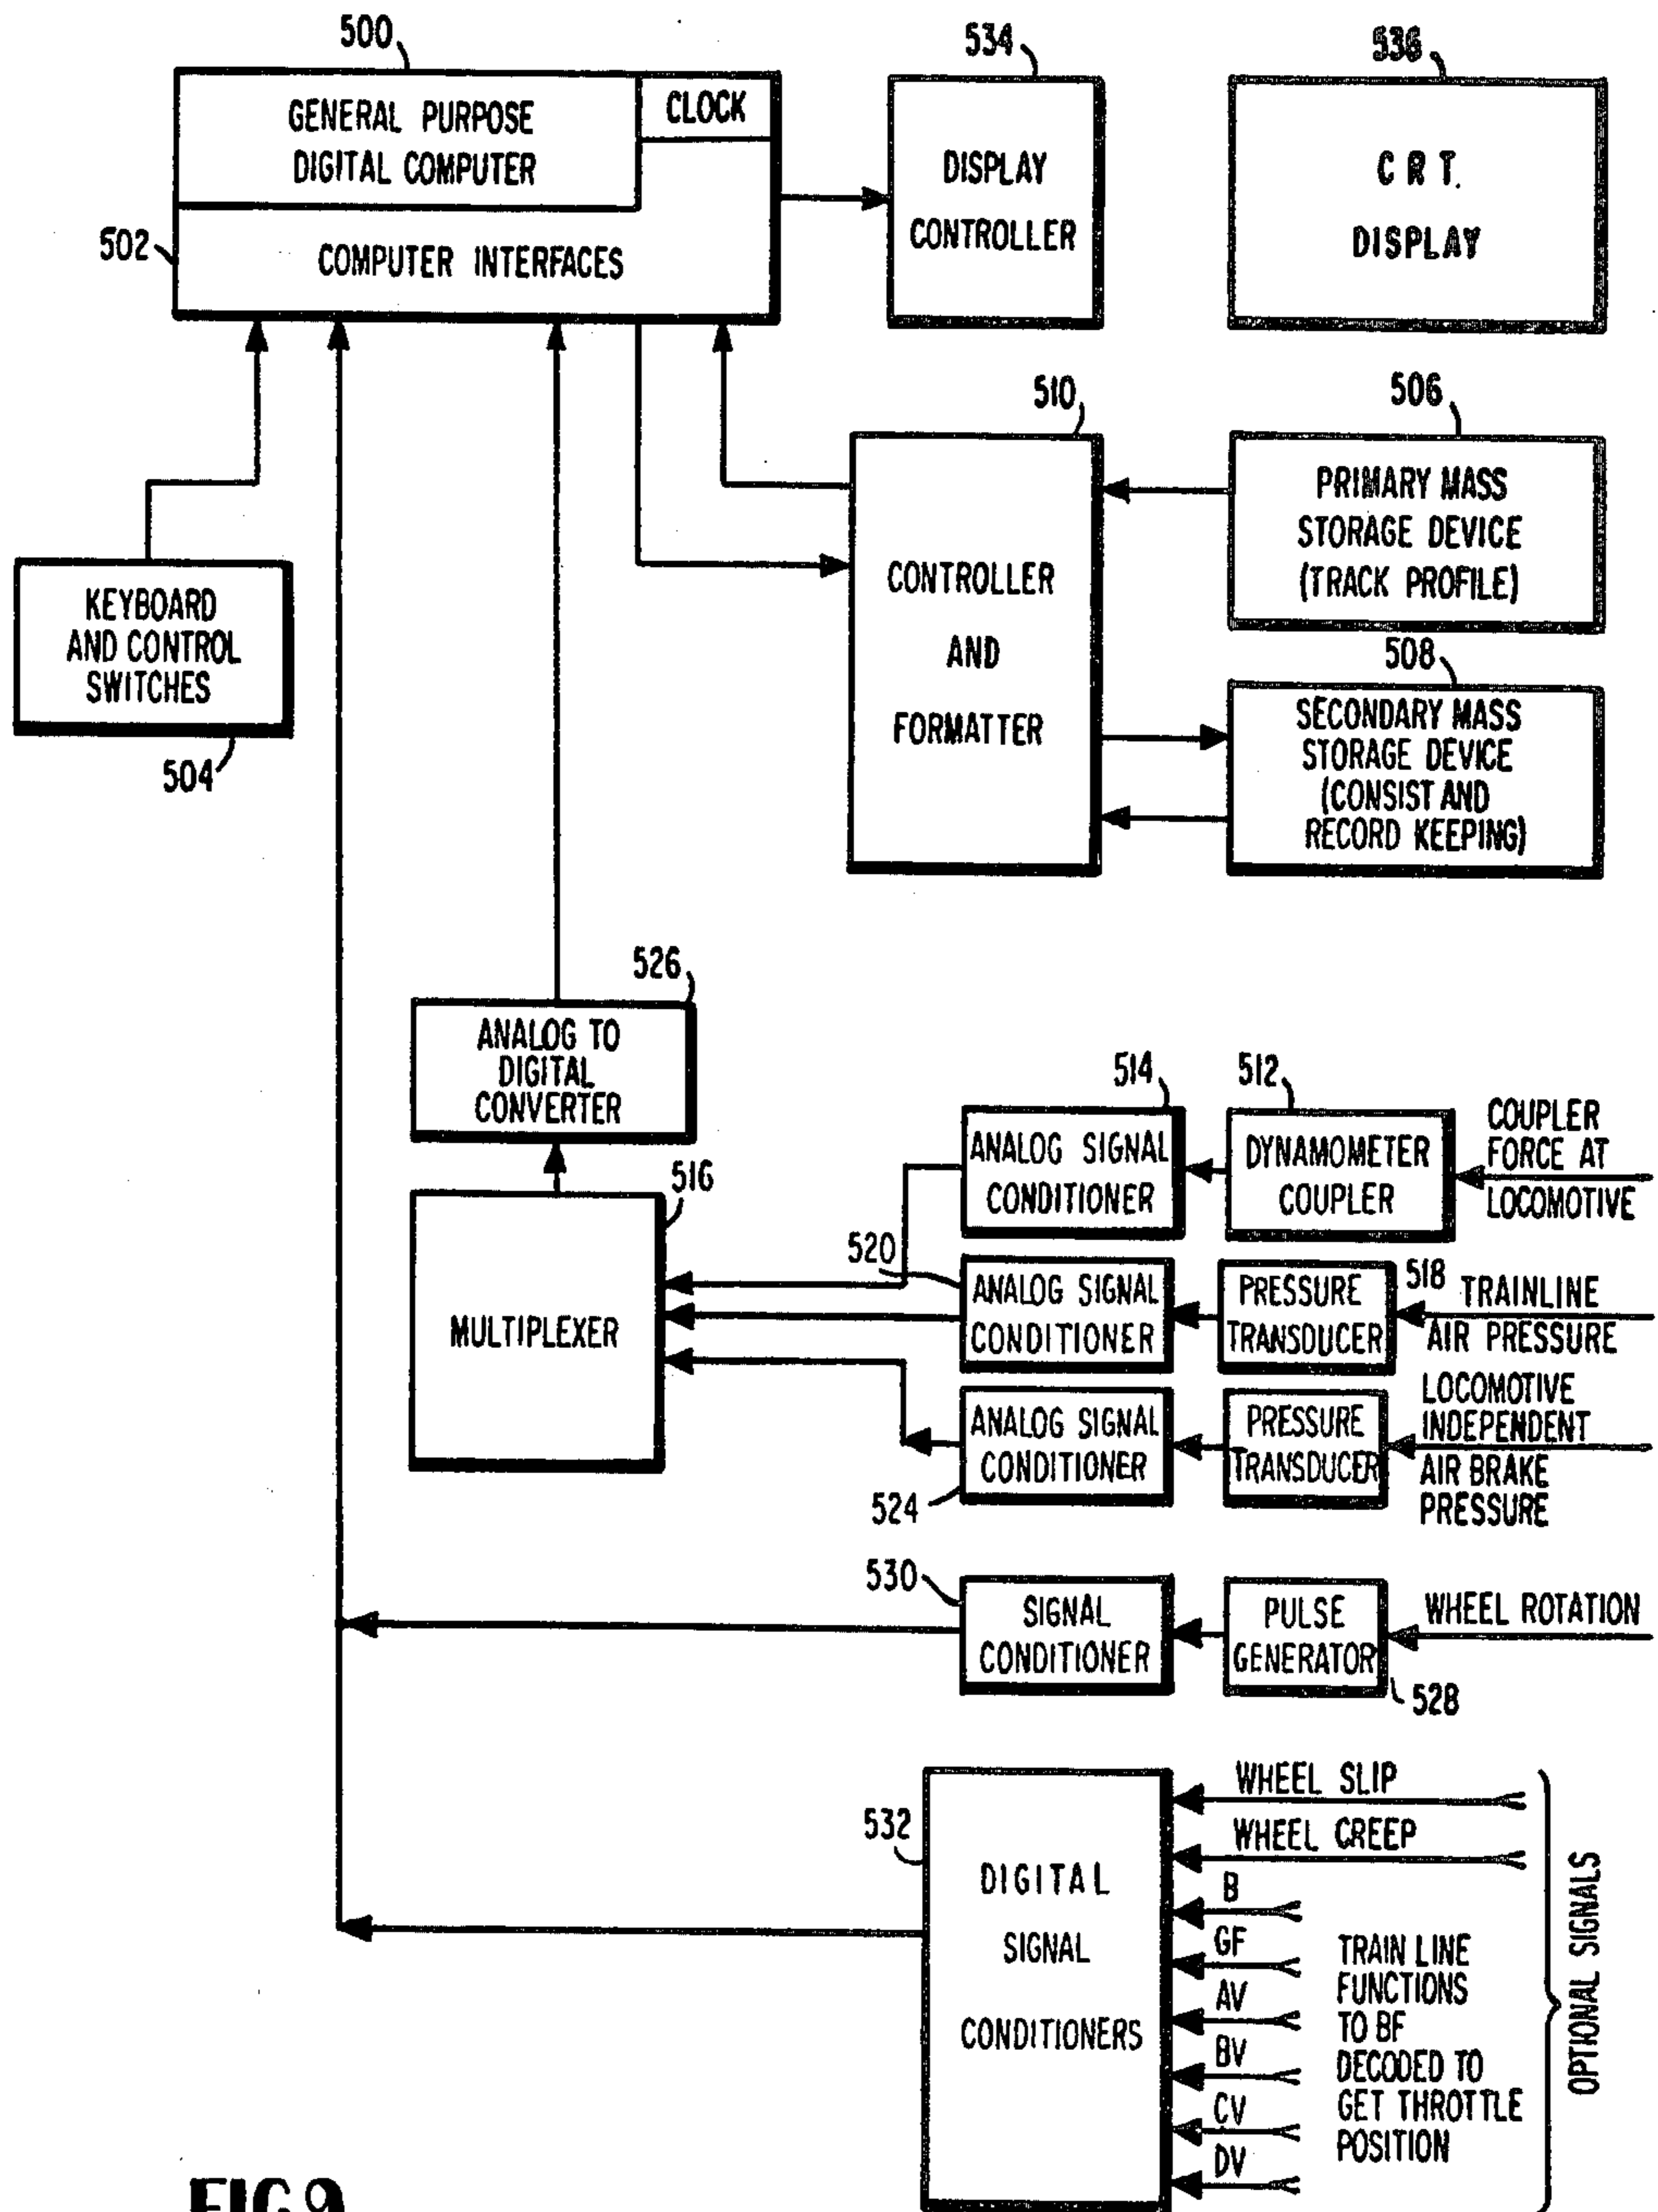 500
GENERAL PURPOSE
DIGITAL COMPUTER
CLOCK
502
COMPUTER INTERFACES
534
DISPLAY
CONTROLLER
536
C R T.
DISPLAY
KEYBOARD
AND CONTROL
SWITCHES
504
510
CONTROLLER
AND
FORMATTER
506
PRIMARY MASS
STORAGE DEVICE
(TRACK PROFILE)
508
SECONDARY MASS
STORAGE DEVICE
(CONSIST AND
RECORD KEEPING)
526
ANALOG TO
DIGITAL
CONVERTER
516
MULTIPLEXER
514
ANALOG SIGNAL
CONDITIONER
512
DYNAMOMETER
COUPLER
COUPLER
FORCE AT
LOCOMOTIVE
520
ANALOG SIGNAL
CONDITIONER
PRESSURE
TRANSDUCER
518
TRAINLINE
AIR PRESSURE
524
ANALOG SIGNAL
CONDITIONER
PRESSURE
TRANSDUCER
LOCOMOTIVE
INDEPENDENT
AIR BRAKE
PRESSURE
530
SIGNAL
CONDITIONER
PULSE
GENERATOR
528
WHEEL ROTATION
532
DIGITAL
SIGNAL
CONDITIONERS
WHEEL SLIP
WHEEL CREEP
B
GF
AV
BV
CV
DV
TRAIN LINE
FUNCTIONS
TO BF
DECODED TO
GET THROTTLE
POSITION
OPTIONAL SIGNALS
FIG 9